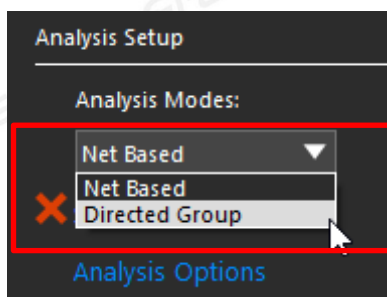 Analysis Setup
Analysis Modes:
Net Based
Net Based
Directed Group
Analysis Options